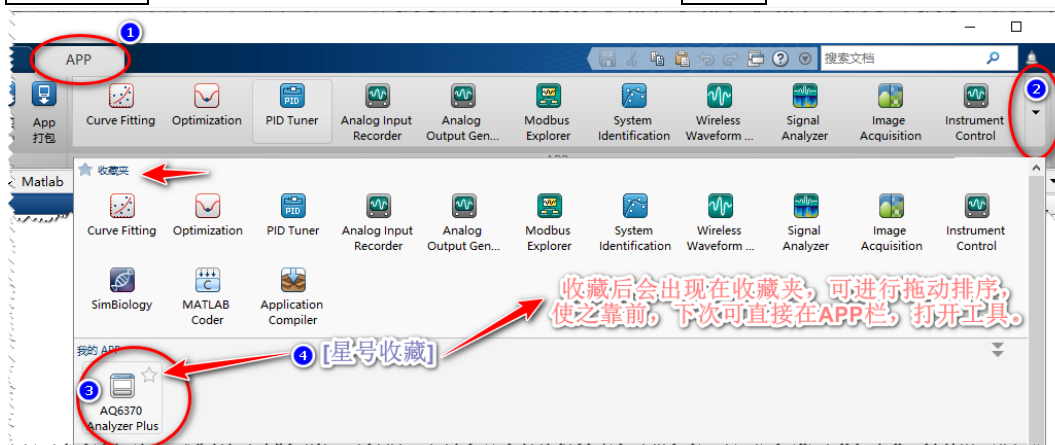 1
APP
搜索文档
2
App
打包
Curve Fitting
Optimization
PID
PID Tuner
Analog Input
Recorder
Analog
Output Gen...
Modbus
Explorer
System
Identification
Wireless
Waveform ...
Signal
Analyzer
Image
Acquisition
Instrument
Control
Matlab
收藏夹
Curve Fitting
Optimization
PID
PID Tuner
Analog Input
Recorder
Analog
Output Gen...
Modbus
Explorer
System
Identification
Wireless
Waveform ...
Signal
Analyzer
Image
Acquisition
Instrument
Control
SimBiology
C
MATLAB
Coder
Application
Compiler
收藏后会出现在收藏夹，可进行拖动排序，
使之靠前，下次可直接在APP栏，打开工具。
我的 APP
4 [星号收藏]
3
AQ6370
Analyzer Plus